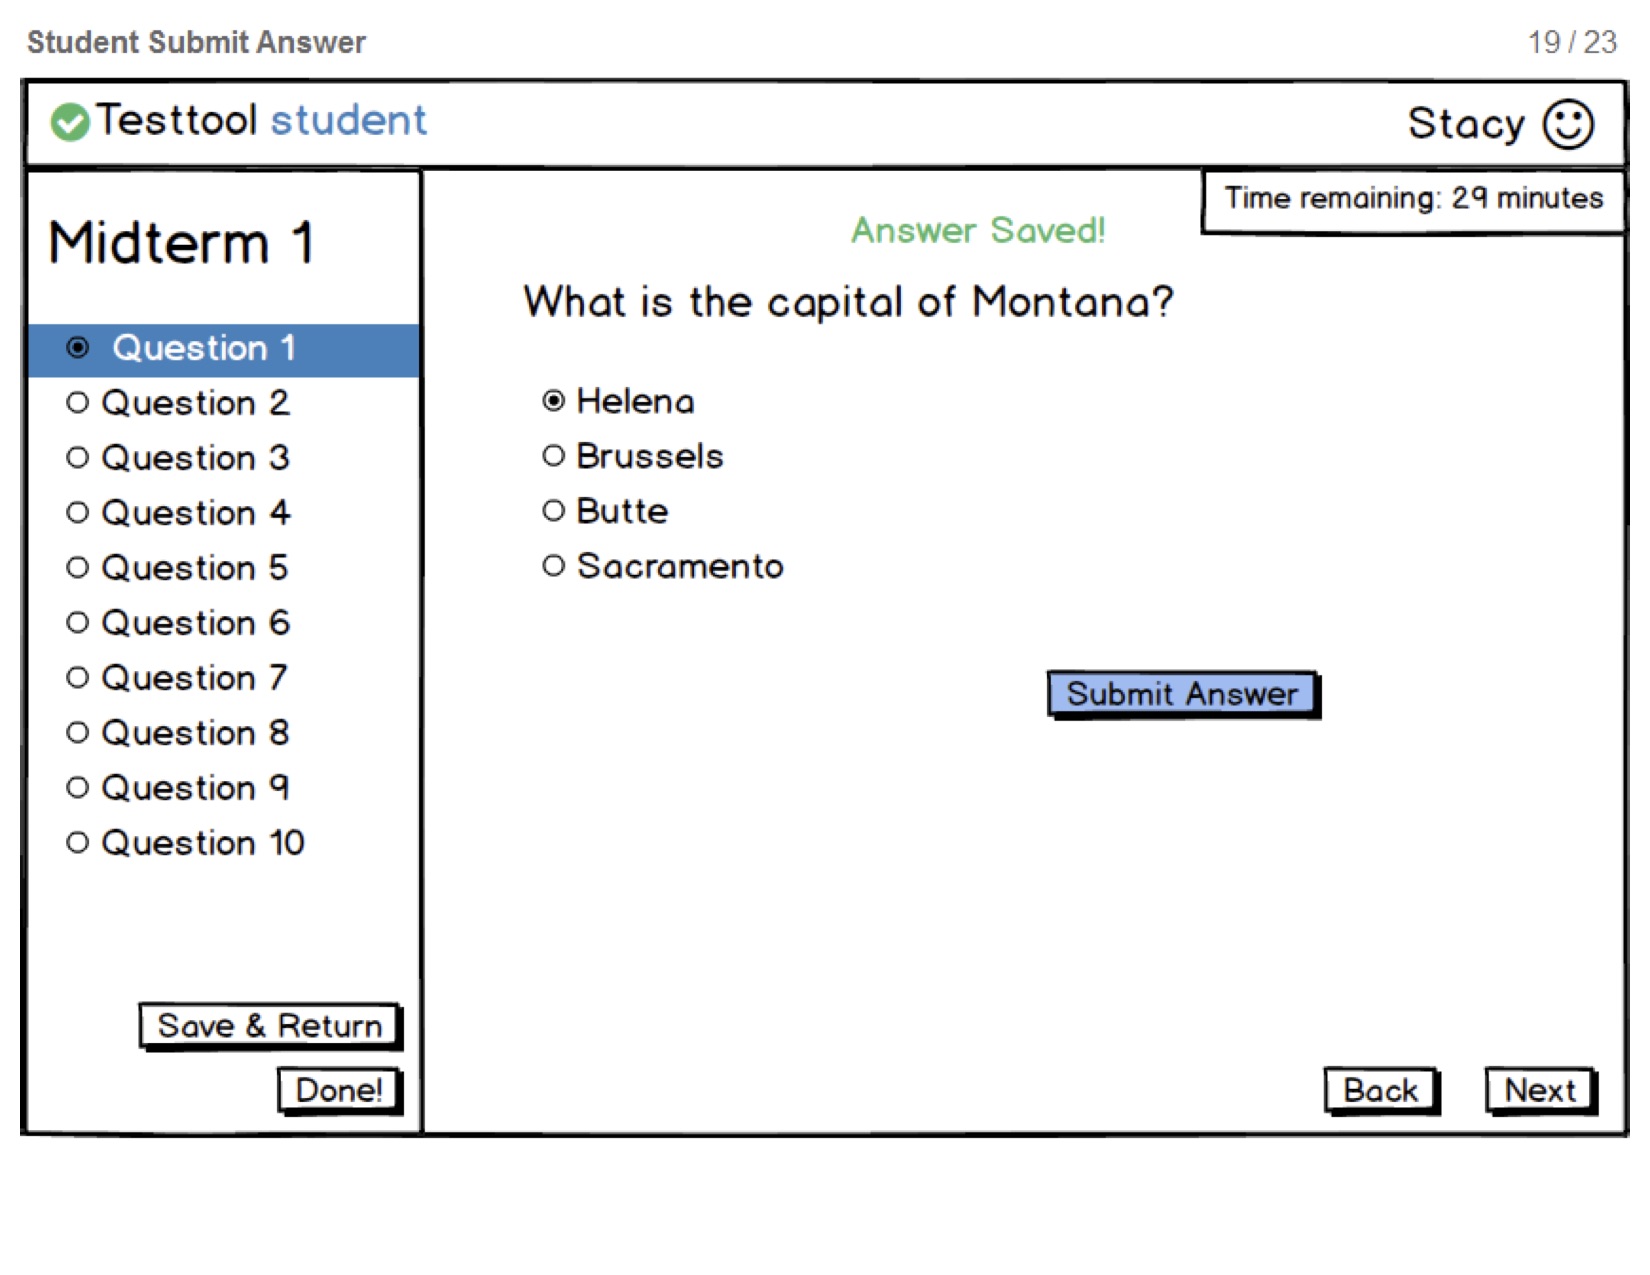 Student Submit Answer 19 / 23
Testtool student Stacy
Time remaining: 29 minutes
Midterm 1
Question 1
Question 2
Question 3
Question 4
Question 5
Question 6
Question 7
Question 8
Question 9
Question 10
Save & Return
Done!
Answer Saved!
What is the capital of Montana?
Helena
Brussels
Butte
Sacramento
Submit Answer
Back Next